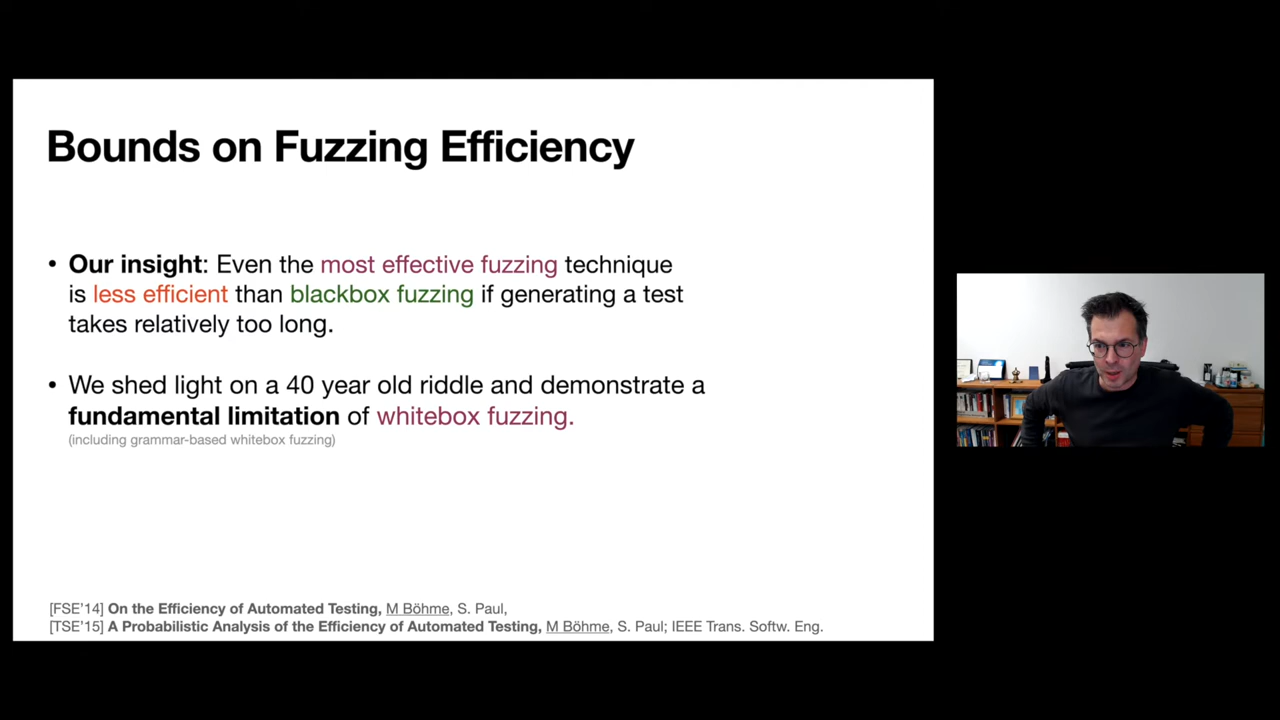 Bounds on Fuzzing Efficiency
• Our insight: Even the most effective fuzzing technique
is less efficient than blackbox fuzzing if generating a test
takes relatively too long.
• We shed light on a 40 year old riddle and demonstrate a
fundamental limitation of whitebox fuzzing.
(including grammar-based whitebox fuzzing)
[FSE'14] On the Efficiency of Automated Testing, M Böhme, S. Paul,
[TSE'15] A Probabilistic Analysis of the Efficiency of Automated Testing, M Böhme, S. Paul; IEEE Trans. Softw. Eng.